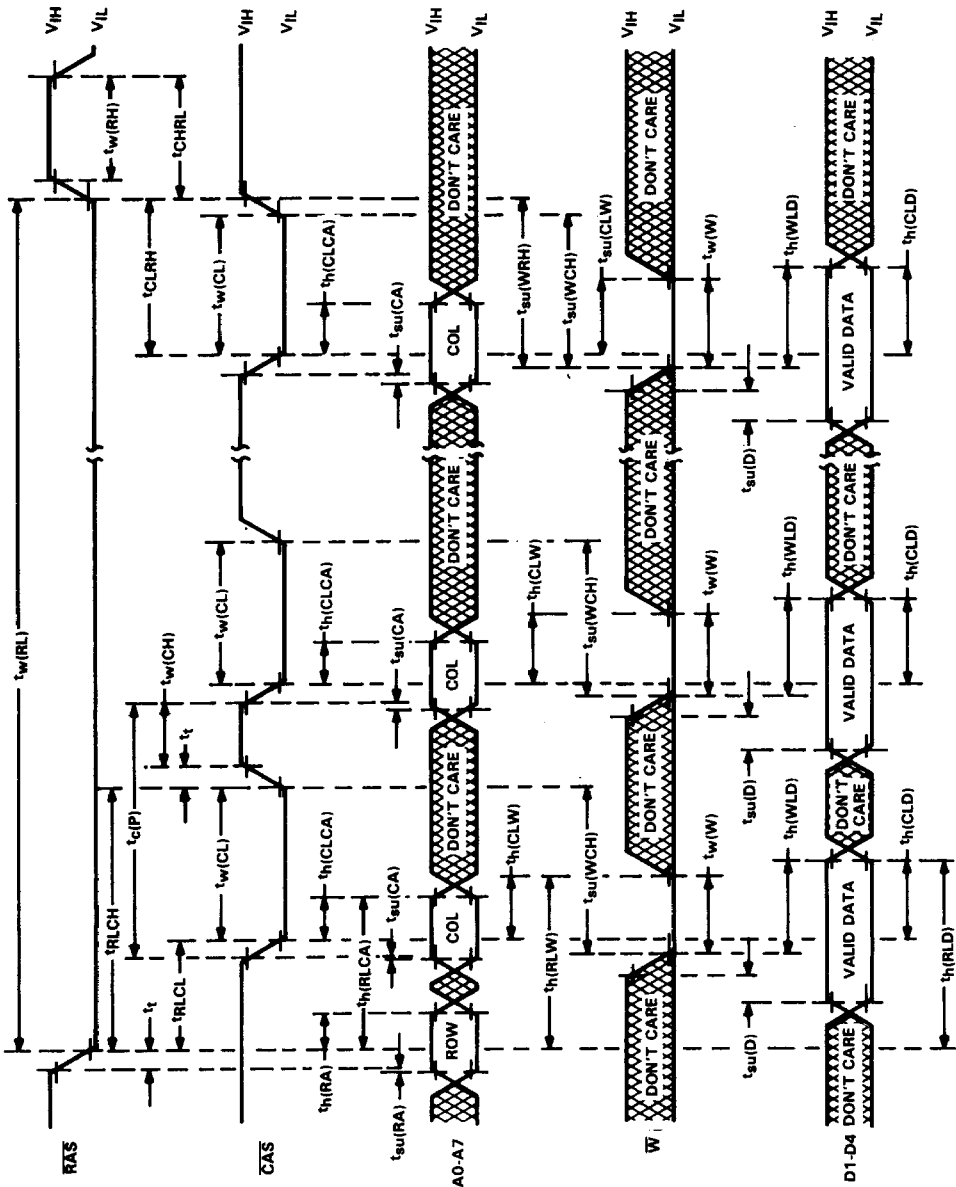 RAS
VIH
VIL
tw(RL)
tRLCH
tt
tRLCL
tc(P)
tw(CH)
tt
tCLRH
tw(RH)
tCHRL
CAS
VIH
VIL
tw(CL)
tw(CL)
tw(CL)
th(RA)
th(RLCA)
th(CLCA)
th(CLCA)
th(CLCA)
tsu(RA)
tsu(CA)
tsu(CA)
tsu(CA)
A0-A7
ROW
COL
DON'T CARE
COL
DON'T CARE
COL
DON'T CARE
VIH
VIL
th(CLW)
th(RLW)
tsu(WCH)
th(CLW)
tsu(WCH)
tsu(WRH)
tsu(WCH)
tsu(CLW)
W
DON'T CARE
DON'T CARE
DON'T CARE
DON'T CARE
VIH
VIL
tw(W)
tw(W)
tw(W)
tsu(D)
th(WLD)
tsu(D)
th(WLD)
tsu(D)
th(WLD)
D1-D4
DON'T CARE
VALID DATA
DON'T
CARE
VALID DATA
DON'T CARE
VALID DATA
DON'T CARE
VIH
VIL
th(CLD)
th(CLD)
th(CLD)
th(RLD)